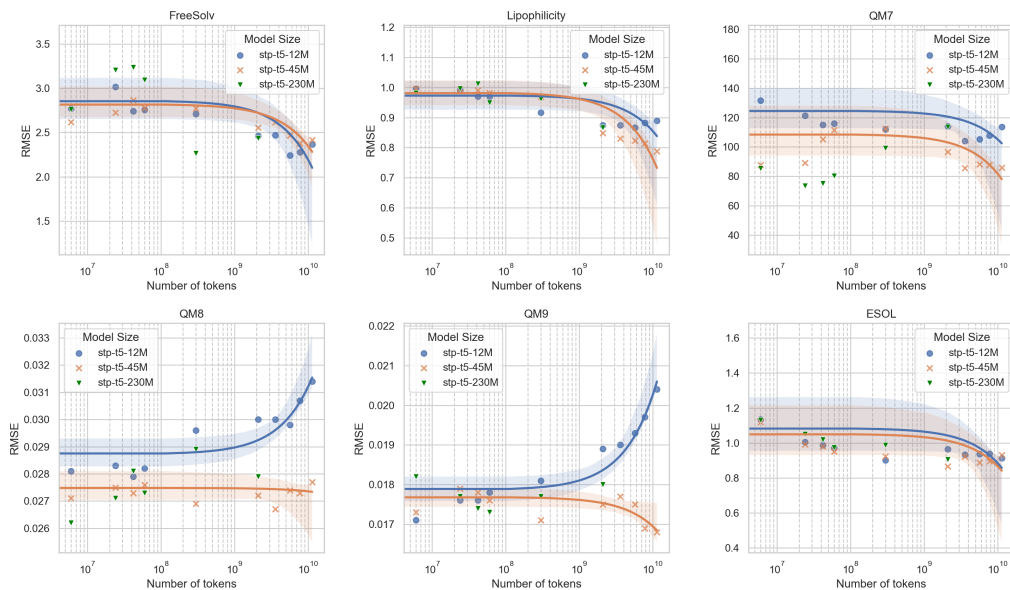 FreeSolv
Model Size
stp-t5-12M
stp-t5-45M
stp-t5-230M
RMSE
3.5
3.0
2.5
2.0
1.5
10^7
10^8
10^9
10^10
Number of tokens
Lipophilicity
Model Size
stp-t5-12M
stp-t5-45M
stp-t5-230M
RMSE
1.2
1.1
1.0
0.9
0.8
0.7
0.6
0.5
10^7
10^8
10^9
10^10
Number of tokens
QM7
Model Size
stp-t5-12M
stp-t5-45M
stp-t5-230M
RMSE
180
160
140
120
100
80
60
40
10^7
10^8
10^9
10^10
Number of tokens
QM8
Model Size
stp-t5-12M
stp-t5-45M
stp-t5-230M
RMSE
0.033
0.032
0.031
0.030
0.029
0.028
0.027
0.026
10^7
10^8
10^9
10^10
Number of tokens
QM9
Model Size
stp-t5-12M
stp-t5-45M
stp-t5-230M
RMSE
0.022
0.021
0.020
0.019
0.018
0.017
10^7
10^8
10^9
10^10
Number of tokens
ESOL
Model Size
stp-t5-12M
stp-t5-45M
stp-t5-230M
RMSE
1.6
1.4
1.2
1.0
0.8
0.6
0.4
10^7
10^8
10^9
10^10
Number of tokens